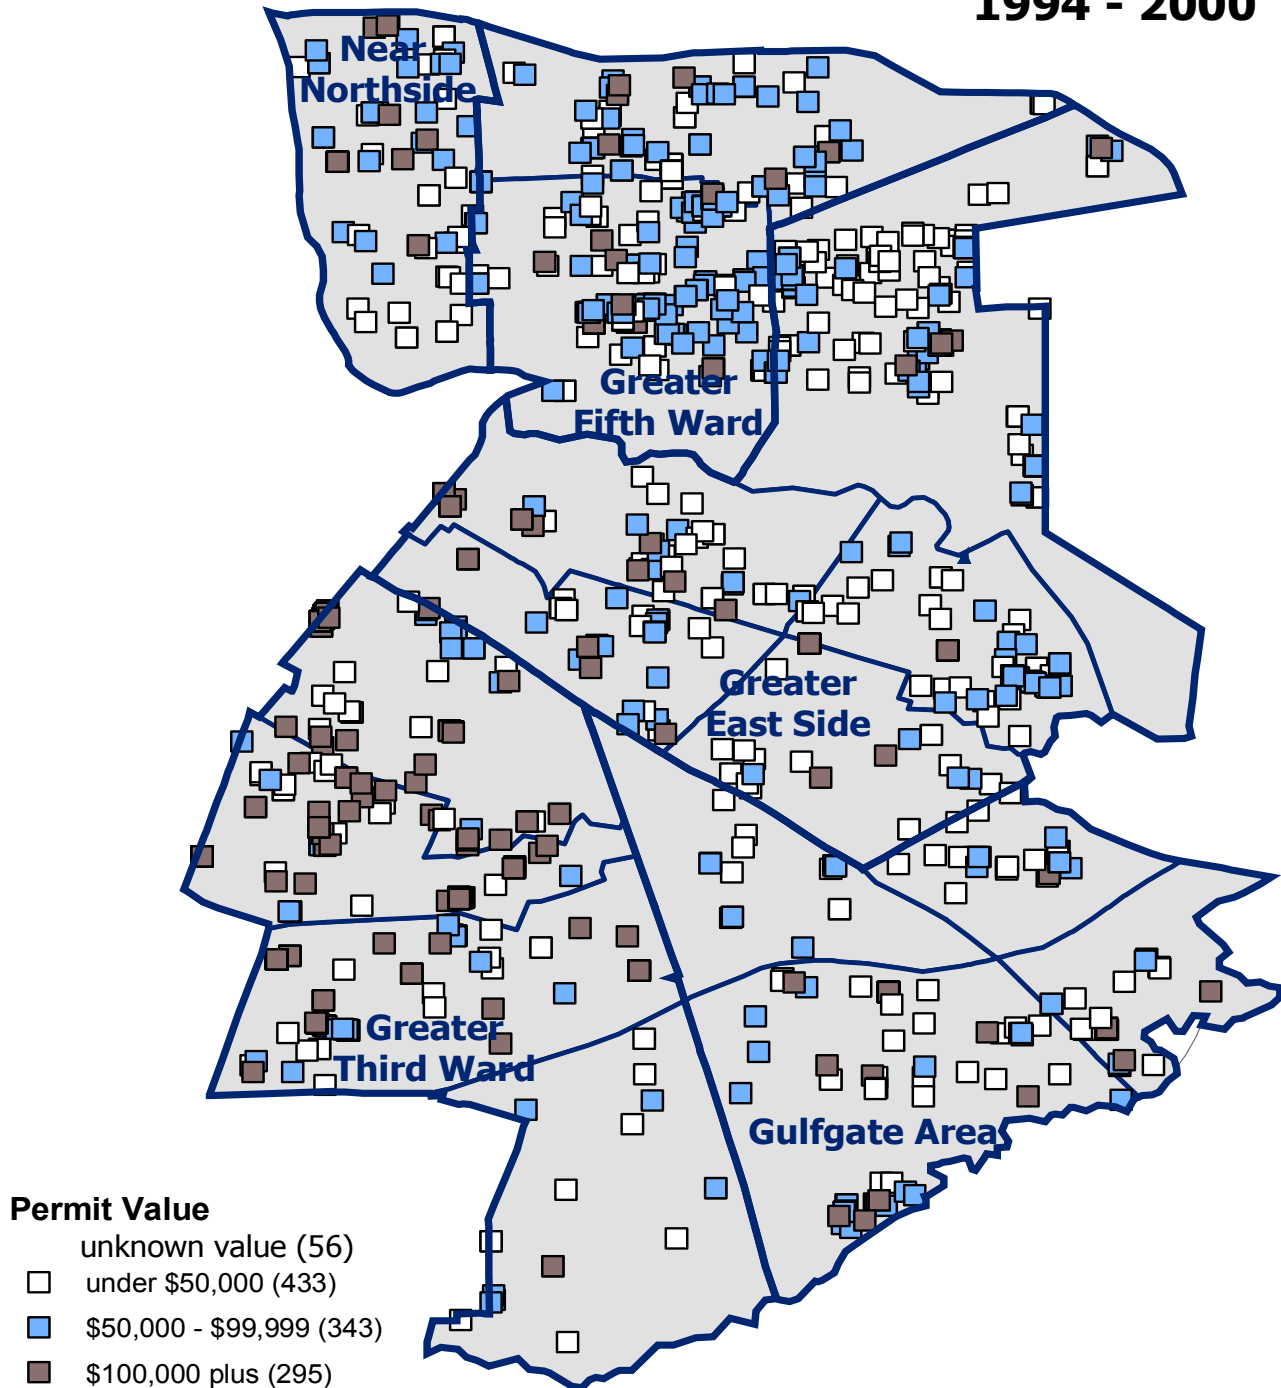 1994 - 2000
Near
Northside
Greater
Fifth Ward
Greater
East Side
Greater
Third Ward
Gulfgate Area
Permit Value
unknown value (56)
under $50,000 (433)
$50,000 - $99,999 (343)
$100,000 plus (295)